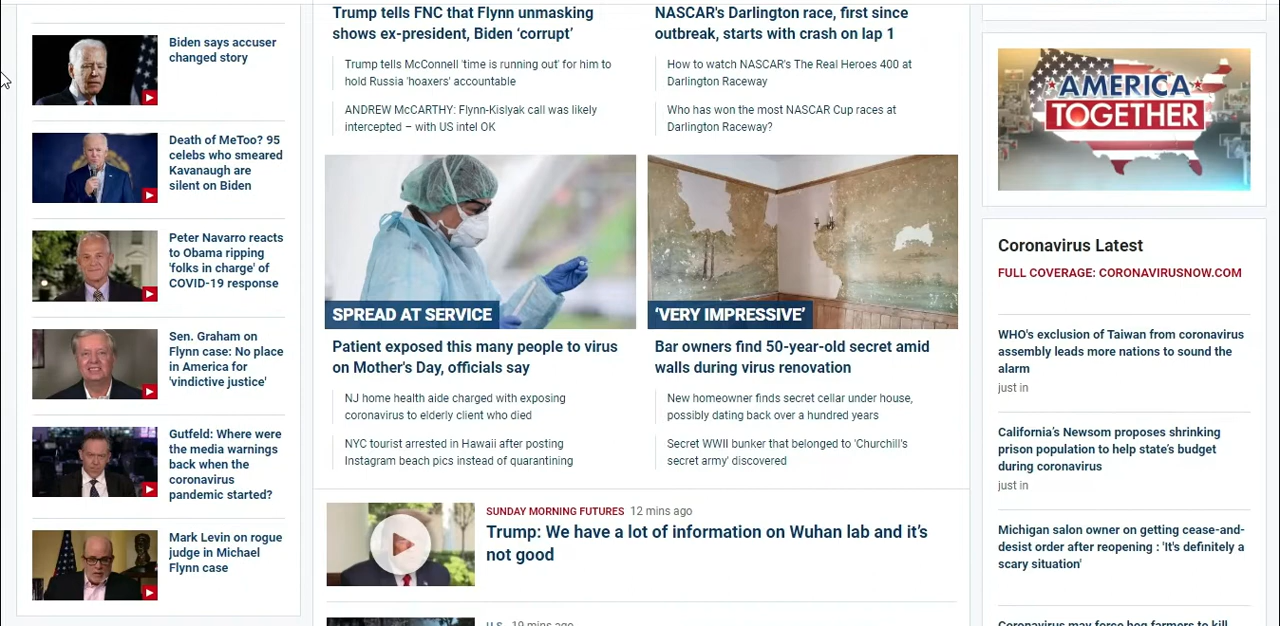 Biden says accuser
changed story
Death of MeToo? 95
celebs who smeared
Kavanaugh are
silent on Biden
Peter Navarro reacts
to Obama ripping
'folks in charge' of
COVID-19 response
Sen. Graham on
Flynn case: No place
in America for
'vindictive justice'
Gutfeld: Where were
the media warnings
back when the
coronavirus
pandemic started?
Mark Levin on rogue
judge in Michael
Flynn case
Trump tells FNC that Flynn unmasking
shows ex-president, Biden ‘corrupt’
Trump tells McConnell 'time is running out' for him to
hold Russia 'hoaxers' accountable
ANDREW McCARTHY: Flynn-Kislyak call was likely
intercepted – with US intel OK
NASCAR's Darlington race, first since
outbreak, starts with crash on lap 1
How to watch NASCAR's The Real Heroes 400 at
Darlington Raceway
Who has won the most NASCAR Cup races at
Darlington Raceway?
SPREAD AT SERVICE
Patient exposed this many people to virus
on Mother's Day, officials say
NJ home health aide charged with exposing
coronavirus to elderly client who died
NYC tourist arrested in Hawaii after posting
Instagram beach pics instead of quarantining
‘VERY IMPRESSIVE’
Bar owners find 50-year-old secret amid
walls during virus renovation
New homeowner finds secret cellar under house,
possibly dating back over a hundred years
Secret WWII bunker that belonged to 'Churchill's
secret army' discovered
SUNDAY MORNING FUTURES 12 mins ago
Trump: We have a lot of information on Wuhan lab and it’s
not good
U.S. 19 mins ago
AMERICA
TOGETHER
Coronavirus Latest
FULL COVERAGE: CORONAVIRUSNOW.COM
WHO's exclusion of Taiwan from coronavirus
assembly leads more nations to sound the
alarm
just in
California’s Newsom proposes shrinking
prison population to help state’s budget
during coronavirus
just in
Michigan salon owner on getting cease-and-
desist order after reopening : 'It's definitely a
scary situation'
Coronavirus may force hog farmers to kill